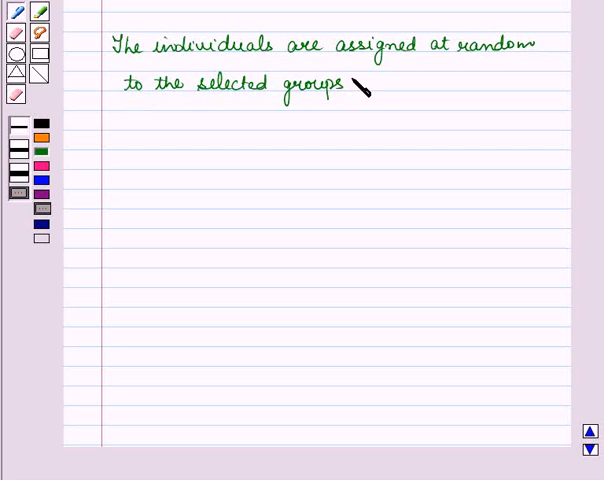 The individuals are assigned at random
to the selected groups